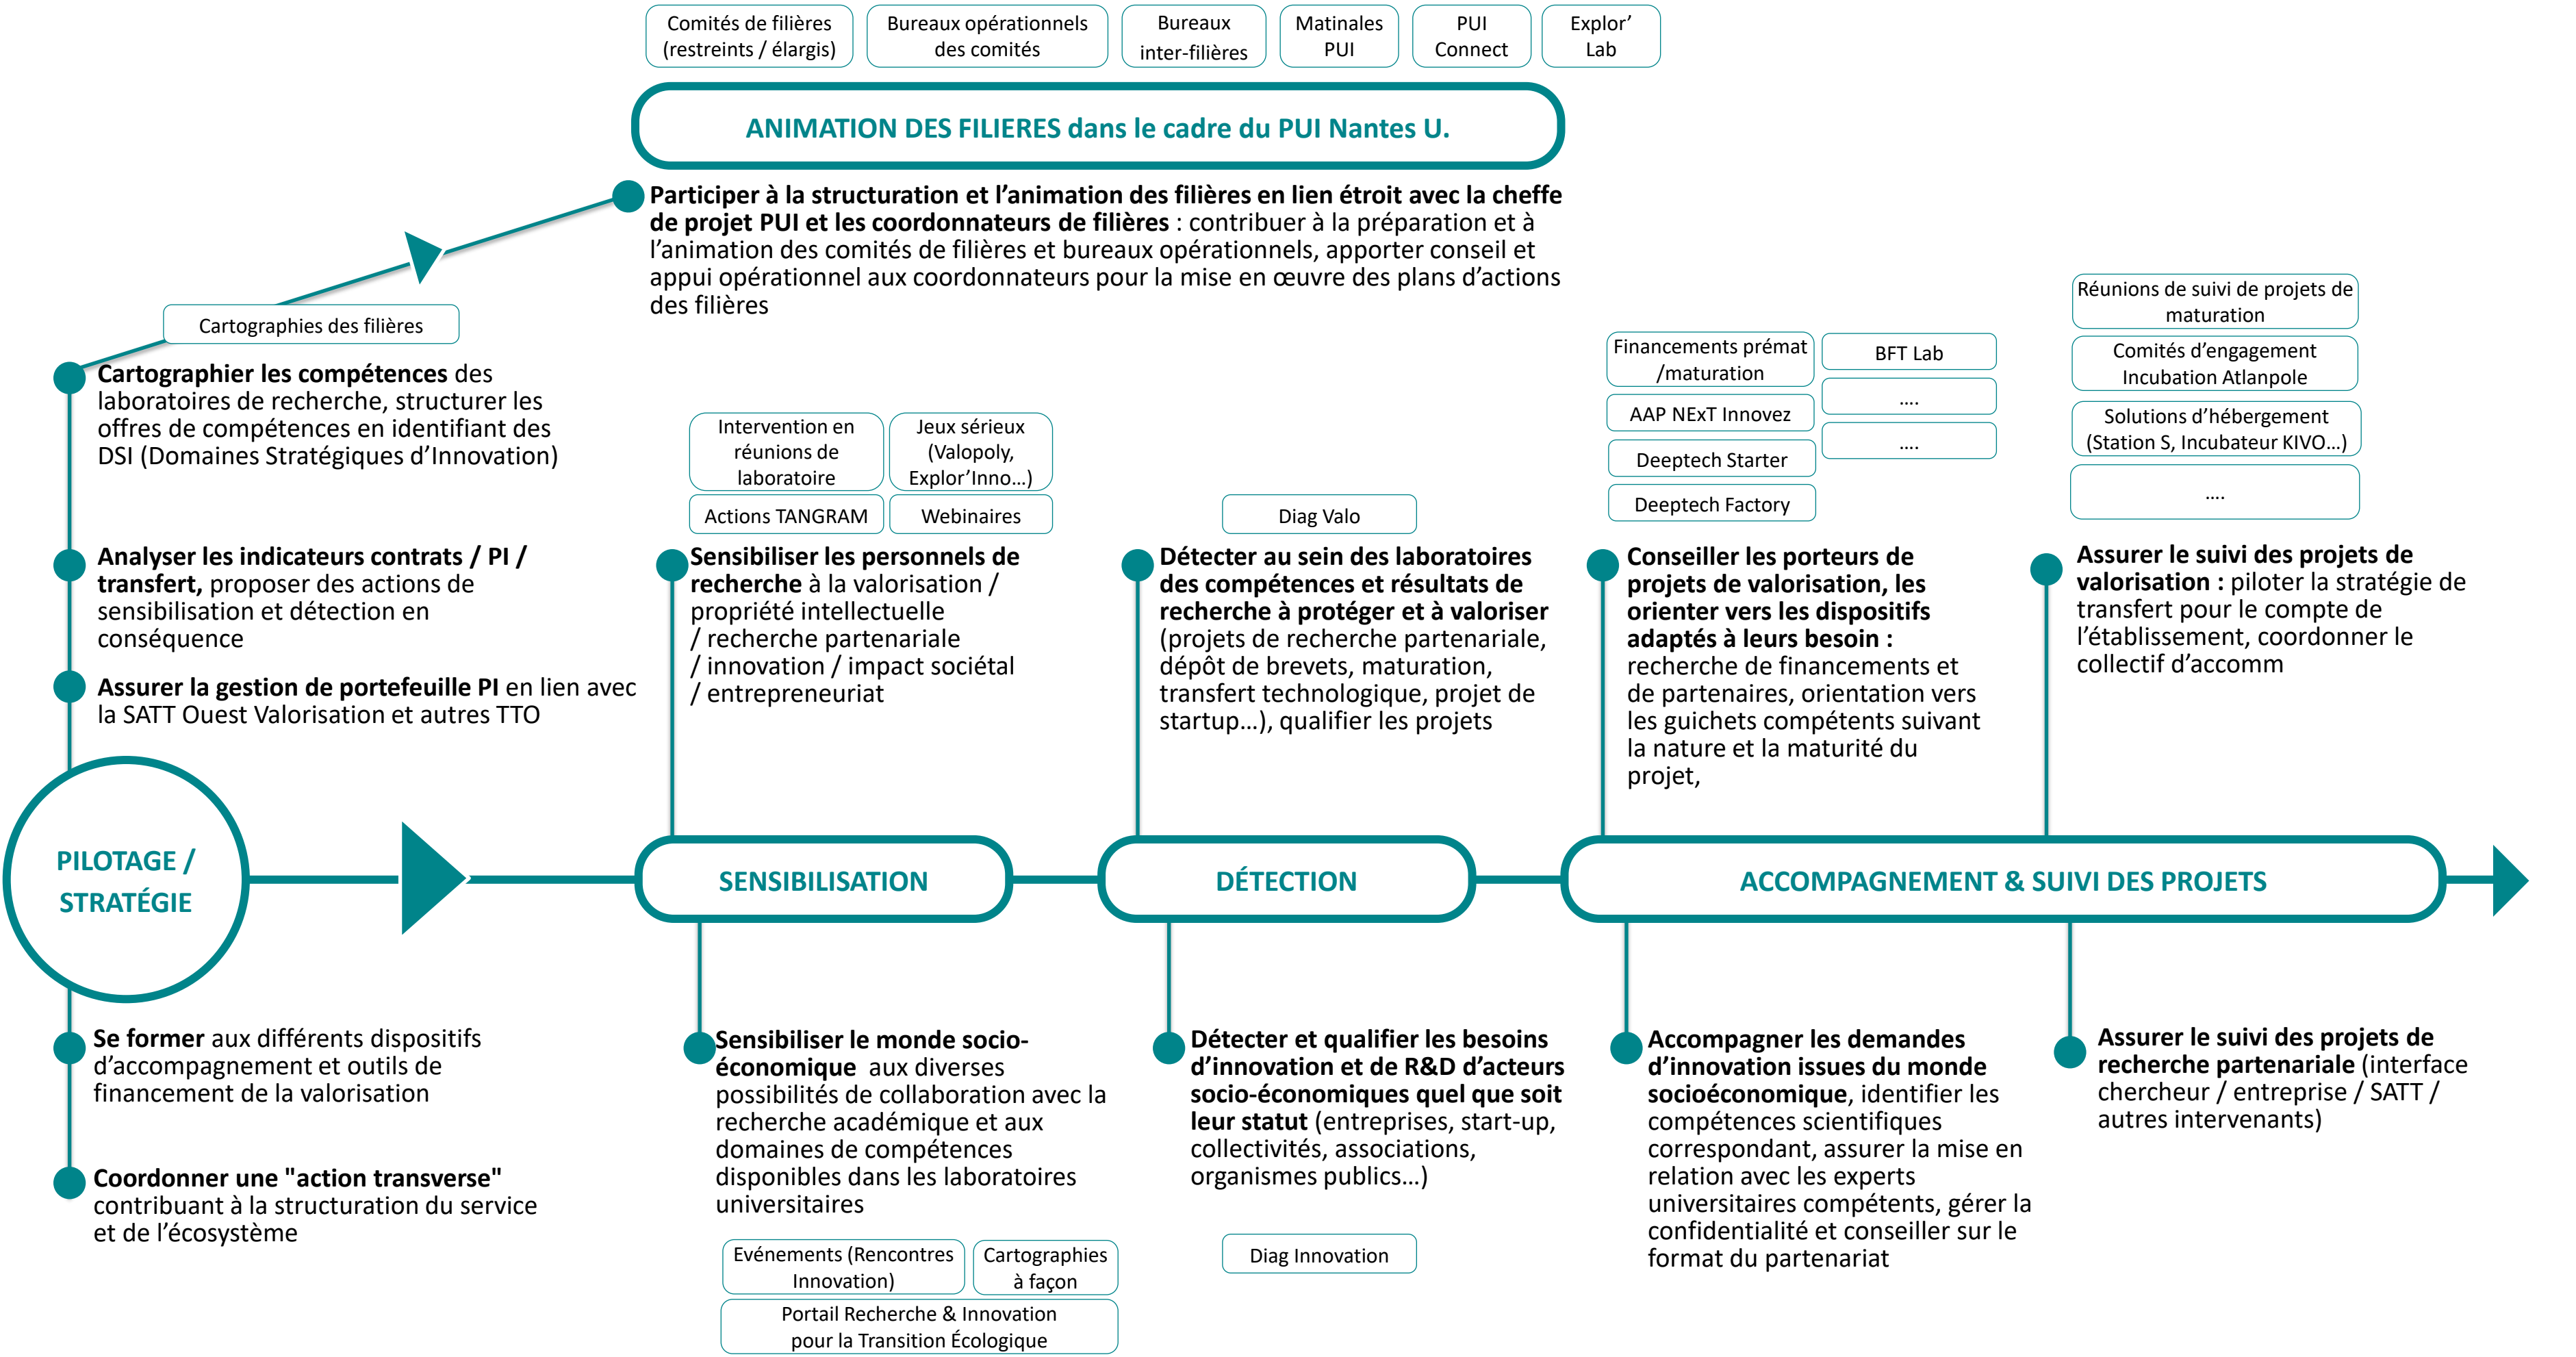 Comités de filières
(restreints / élargis)
Bureaux opérationnels
des comités
Bureaux
inter-filières
Matinales
PUI
PUI
Connect
Explor’
Lab
ANIMATION DES FILIERES dans le cadre du PUI Nantes U.
Participer à la structuration et l’animation des filières en lien étroit avec la cheffe
de projet PUI et les coordonnateurs de filières : contribuer à la préparation et à
l’animation des comités de filières et bureaux opérationnels, apporter conseil et
appui opérationnel aux coordonnateurs pour la mise en œuvre des plans d’actions
des filières
Cartographies des filières
Cartographier les compétences des
laboratoires de recherche, structurer les
offres de compétences en identifiant des
DSI (Domaines Stratégiques d’Innovation)
Analyser les indicateurs contrats / PI /
transfert, proposer des actions de
sensibilisation et détection en
conséquence
Assurer la gestion de portefeuille PI en lien avec
la SATT Ouest Valorisation et autres TTO
Intervention en
réunions de
laboratoire
Jeux sérieux
(Valopoly,
Explor’Inno…)
Actions TANGRAM
Webinaires
Sensibiliser les personnels de
recherche à la valorisation /
propriété intellectuelle
/ recherche partenariale
/ innovation / impact sociétal
/ entrepreneuriat
Diag Valo
Détecter au sein des laboratoires
des compétences et résultats de
recherche à protéger et à valoriser
(projets de recherche partenariale,
dépôt de brevets, maturation,
transfert technologique, projet de
startup…), qualifier les projets
Financements prémat
/maturation
AAP NExT Innovez
Deeptech Starter
Deeptech Factory
BFT Lab
….
….
Conseiller les porteurs de
projets de valorisation, les
orienter vers les dispositifs
adaptés à leurs besoin :
recherche de financements et
de partenaires, orientation vers
les guichets compétents suivant
la nature et la maturité du
projet,
Réunions de suivi de projets de
maturation
Comités d’engagement
Incubation Atlanpole
Solutions d’hébergement
(Station S, Incubateur KIVO…)
….
Assurer le suivi des projets de
valorisation : piloter la stratégie de
transfert pour le compte de
l’établissement, coordonner le
collectif d’accomm
PILOTAGE /
STRATÉGIE
SENSIBILISATION
DÉTECTION
ACCOMPAGNEMENT & SUIVI DES PROJETS
Se former aux différents dispositifs
d’accompagnement et outils de
financement de la valorisation
Coordonner une "action transverse"
contribuant à la structuration du service
et de l’écosystème
Sensibiliser le monde socio-
économique aux diverses
possibilités de collaboration avec la
recherche académique et aux
domaines de compétences
disponibles dans les laboratoires
universitaires
Evénements (Rencontres
Innovation)
Cartographies
à façon
Portail Recherche & Innovation
pour la Transition Écologique
Détecter et qualifier les besoins
d’innovation et de R&D d’acteurs
socio-économiques quel que soit
leur statut (entreprises, start-up,
collectivités, associations,
organismes publics…)
Diag Innovation
Accompagner les demandes
d’innovation issues du monde
socioéconomique, identifier les
compétences scientifiques
correspondant, assurer la mise en
relation avec les experts
universitaires compétents, gérer la
confidentialité et conseiller sur le
format du partenariat
Assurer le suivi des projets de
recherche partenariale (interface
chercheur / entreprise / SATT /
autres intervenants)